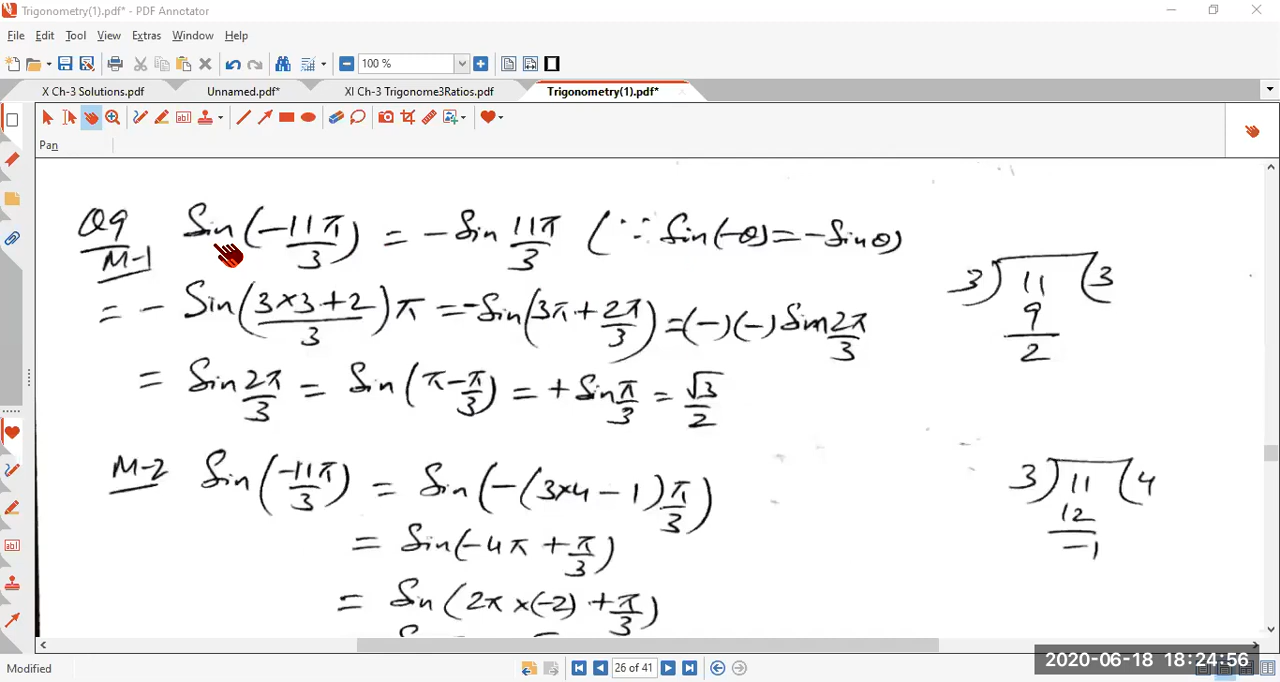 Trigonometry(1).pdf* - PDF Annotator
File Edit Tool View Extras Window Help
100 %
X Ch-3 Solutions.pdf Unnamed.pdf* XI Ch-3 Trigonome3Ratios.pdf Trigonometry(1).pdf*
Pan
Q9 Sin(-11π/3) = -Sin 11π/3 (∵ Sin(-θ)=-Sinθ)
M-1
= - Sin((3×3+2)/3)π = -Sin(3π+2π/3) = (-)(-) Sin 2π/3
3) 11 (3
9
2
= Sin 2π/3 = Sin(π-π/3) = + Sin π/3 = √3/2
M-2 Sin(-11π/3) = Sin(-(3×4-1)π/3)
3) 11 (4
12
-1
= Sin(-4π + π/3)
= Sin(2π×(-2) + π/3)
Modified 26 of 41 2020-06-18 18:24:56